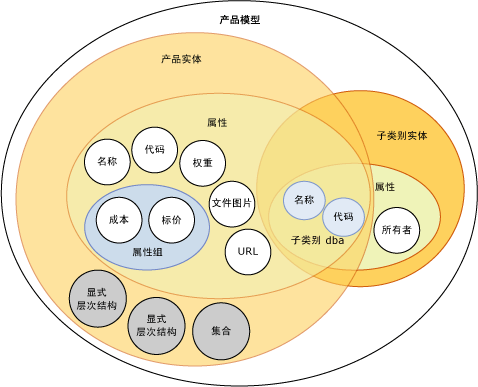 产品模型
产品实体
属性
子类别实体
代码
名称
权重
属性
文件图片
名称
代码
成本
标价
所有者
子类别 dba
属性组
URL
显式
层次结构
显式
层次结构
集合